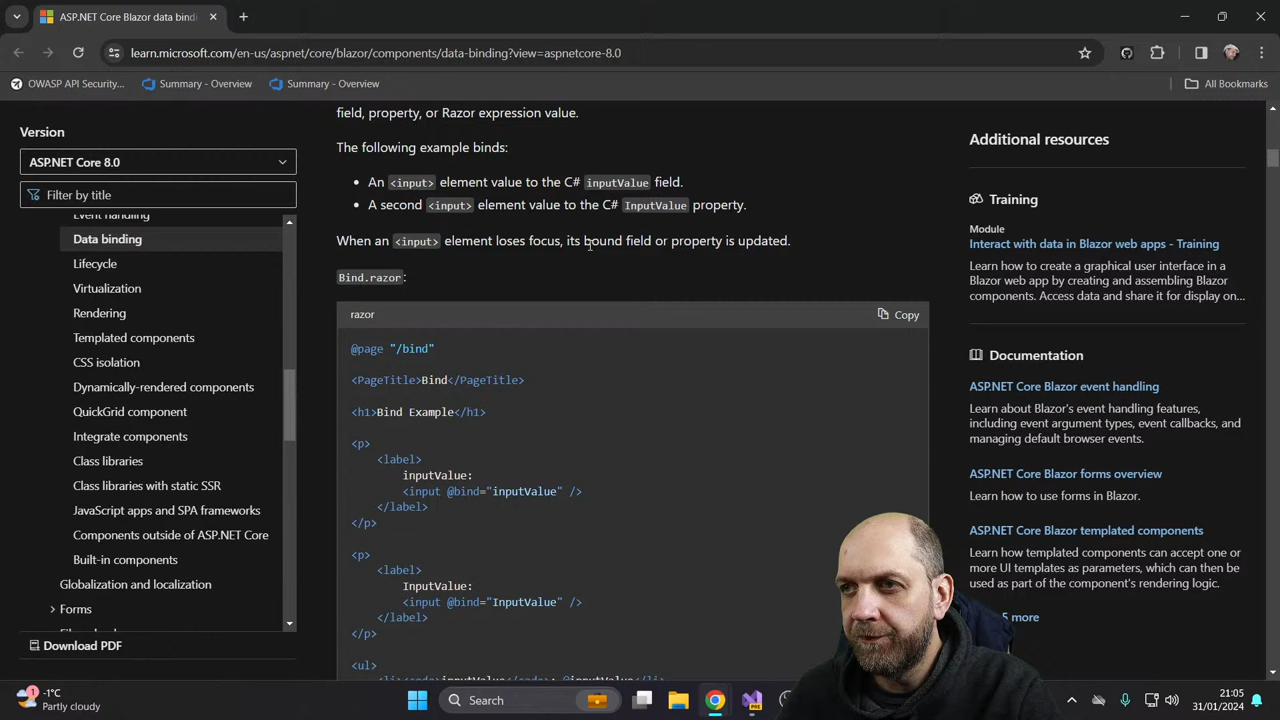 ASP.NET Core Blazor data bind
learn.microsoft.com/en-us/aspnet/core/blazor/components/data-binding?view=aspnetcore-8.0
OWASP API Security...
Summary - Overview
Summary - Overview
All Bookmarks
Version
ASP.NET Core 8.0
Filter by title
Event handling
Data binding
Lifecycle
Virtualization
Rendering
Templated components
CSS isolation
Dynamically-rendered components
QuickGrid component
Integrate components
Class libraries
Class libraries with static SSR
JavaScript apps and SPA frameworks
Components outside of ASP.NET Core
Built-in components
Globalization and localization
Forms
Download PDF
field, property, or Razor expression value.
The following example binds:
• An <input> element value to the C# inputValue field.
• A second <input> element value to the C# InputValue property.
When an <input> element loses focus, its bound field or property is updated.
Bind.razor:
razor
Copy
@page "/bind"
<PageTitle>Bind</PageTitle>
<h1>Bind Example</h1>
<p>
<label>
inputValue:
<input @bind="inputValue" />
</label>
</p>
<p>
<label>
InputValue:
<input @bind="InputValue" />
</label>
</p>
<ul>
<li><code>inputValue</code>: @inputValue</li>
Additional resources
Training
Module
Interact with data in Blazor web apps - Training
Learn how to create a graphical user interface in a
Blazor web app by creating and assembling Blazor
components. Access data and share it for display on...
Documentation
ASP.NET Core Blazor event handling
Learn about Blazor's event handling features,
including event argument types, event callbacks, and
managing default browser events.
ASP.NET Core Blazor forms overview
Learn how to use forms in Blazor.
ASP.NET Core Blazor templated components
Learn how templated components can accept one or
more UI templates as parameters, which can then be
used as part of the component's rendering logic.
5 more
1
-1°C
Partly cloudy
Search
PRE
21:05
31/01/2024